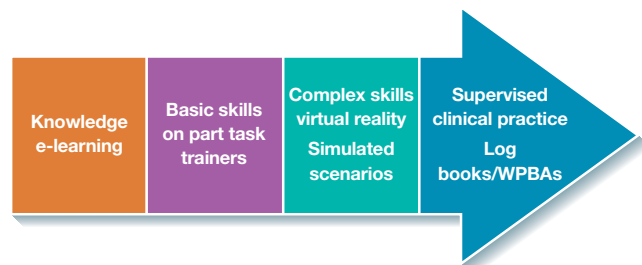 Knowledge
e-learning
Basic skills
on part task
trainers
Complex skills
virtual reality
Simulated
scenarios
Supervised
clinical practice
Log
books/WPBAs